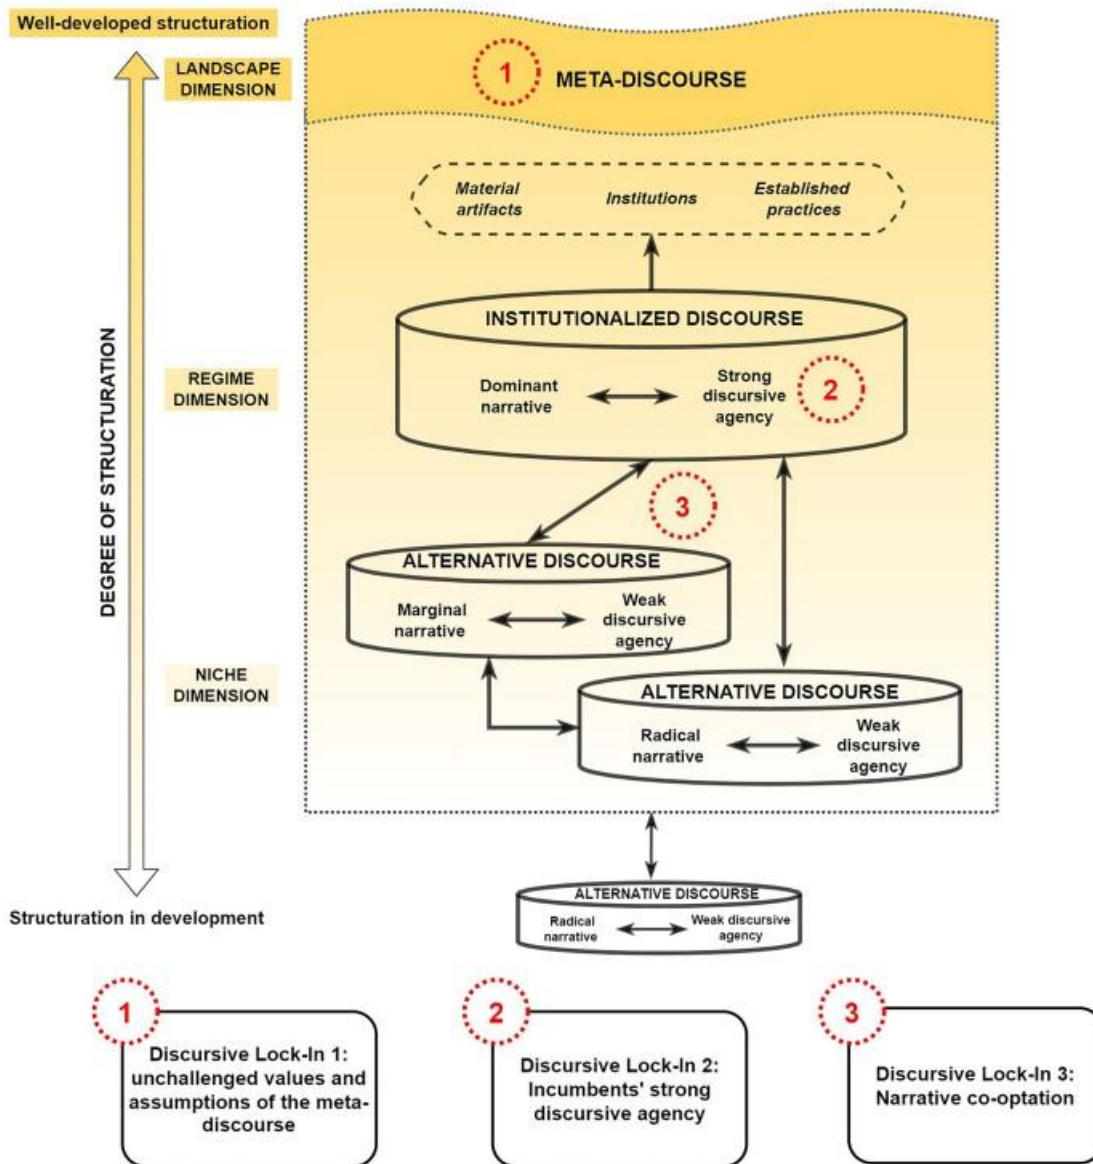 Well-developed structuration
LANDSCAPE
DIMENSION
1
META-DISCOURSE
Material
artifacts
Institutions
Established
practices
INSTITUTIONALIZED DISCOURSE
DEGREE OF STRUCTURATION
REGIME
DIMENSION
Dominant
narrative
Strong
discursive
agency
2
3
ALTERNATIVE DISCOURSE
Marginal
narrative
Weak
discursive
agency
NICHE
DIMENSION
ALTERNATIVE DISCOURSE
Radical
narrative
Weak
discursive
agency
ALTERNATIVE DISCOURSE
Radical
narrative
Weak discursive
agency
Structuration in development
1
Discursive Lock-In 1:
unchallenged values and
assumptions of the meta-
discourse
2
Discursive Lock-In 2:
Incumbents' strong
discursive agency
3
Discursive Lock-In 3:
Narrative co-optation